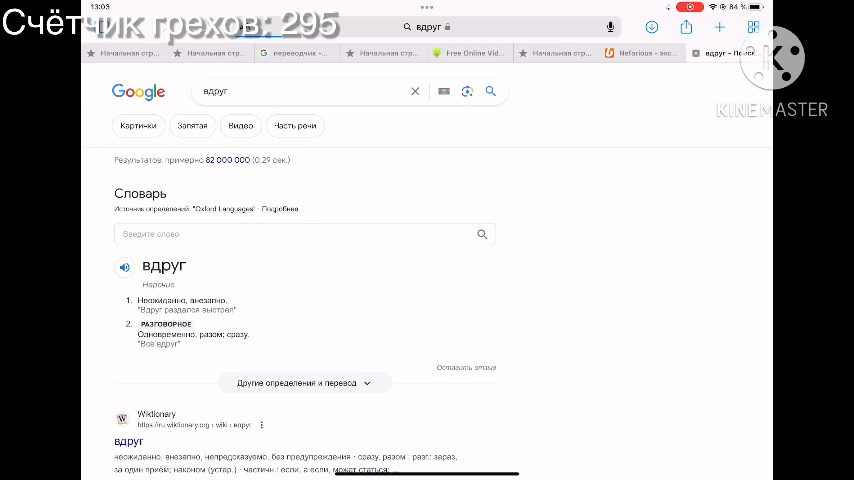 13:03
84 %
Счётчик грехов: 295
вдруг
Начальная стр...
Начальная стр...
переводчик -...
Начальная стр...
Free Online Vid...
Начальная стр...
Nefarious - экс...
вдруг - Поиск
KINEMASTER
Google
вдруг
Картинки
Запятая
Видео
Часть речи
Результатов: примерно 82 000 000 (0,29 сек.)
Словарь
Источник определений: "Oxford Languages" · Подробнее
Введите слово
вдруг
Наречие
1. Неожиданно, внезапно.
"Вдруг раздался выстрел"
2. РАЗГОВОРНОЕ
Одновременно, разом; сразу.
"Всё вдруг"
Оставить отзыв
Другие определения и перевод
W
Wiktionary
https://ru.wiktionary.org › wiki › вдруг
вдруг
неожиданно, внезапно, непредсказуемо, без предупреждения · сразу, разом ; разг.: зараз,
за один приём; наконом (устар.) · частичн.: если, а если, может статься; ...